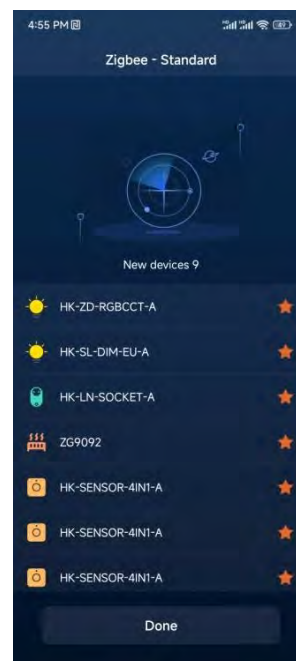 4:55 PM
Zigbee - Standard
New devices 9
HK-ZD-RGBCCT-A
HK-SL-DIM-EU-A
HK-LN-SOCKET-A
ZG9092
HK-SENSOR-4IN1-A
HK-SENSOR-4IN1-A
HK-SENSOR-4IN1-A
Done